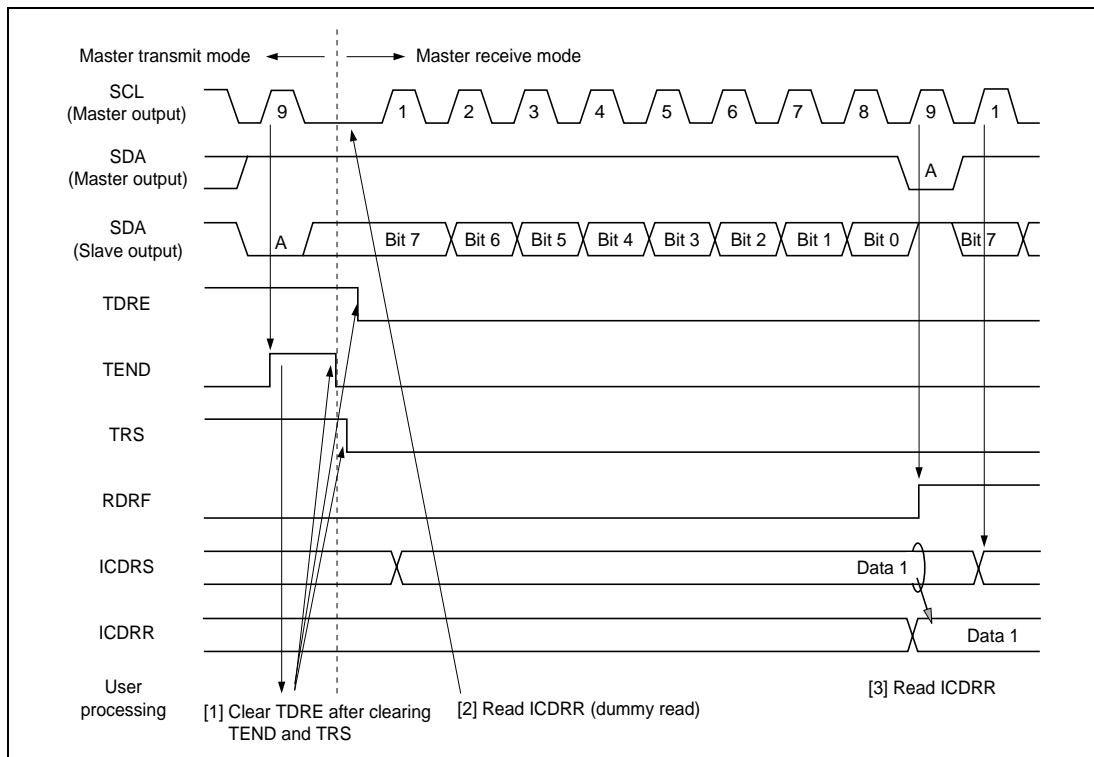 Master transmit mode Master receive mode
SCL
(Master output)
9 1 2 3 4 5 6 7 8 9 1
SDA
(Master output)
A
SDA
(Slave output)
A Bit 7 Bit 6 Bit 5 Bit 4 Bit 3 Bit 2 Bit 1 Bit 0 Bit 7
TDRE
TEND
TRS
RDRF
ICDRS
Data 1
ICDRR
Data 1
User
processing
[1] Clear TDRE after clearing
TEND and TRS
[2] Read ICDRR (dummy read)
[3] Read ICDRR